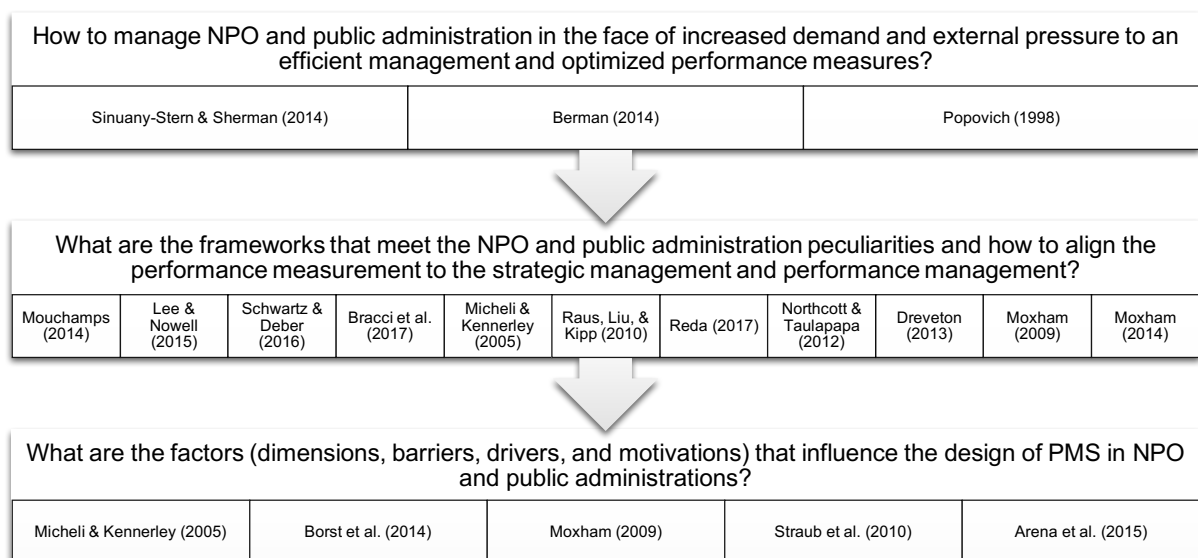 How to manage NPO and public administration in the face of increased demand and external pressure to an
efficient management and optimized performance measures?
Sinuany-Stern & Sherman (2014)
Berman (2014)
Popovich (1998)
What are the frameworks that meet the NPO and public administration peculiarities and how to align the
performance measurement to the strategic management and performance management?
Mouchamps
(2014)
Lee &
Nowell
(2015)
Schwartz &
Deber
(2016)
Bracci et al.
(2017)
Micheli &
Kennerley
(2005)
Raus, Liu, &
Kipp (2010)
Reda (2017)
Northcott &
Taulapapa
(2012)
Dreveton
(2013)
Moxham
(2009)
Moxham
(2014)
What are the factors (dimensions, barriers, drivers, and motivations) that influence the design of PMS in NPO
and public administrations?
Micheli & Kennerley (2005)
Borst et al. (2014)
Moxham (2009)
Straub et al. (2010)
Arena et al. (2015)